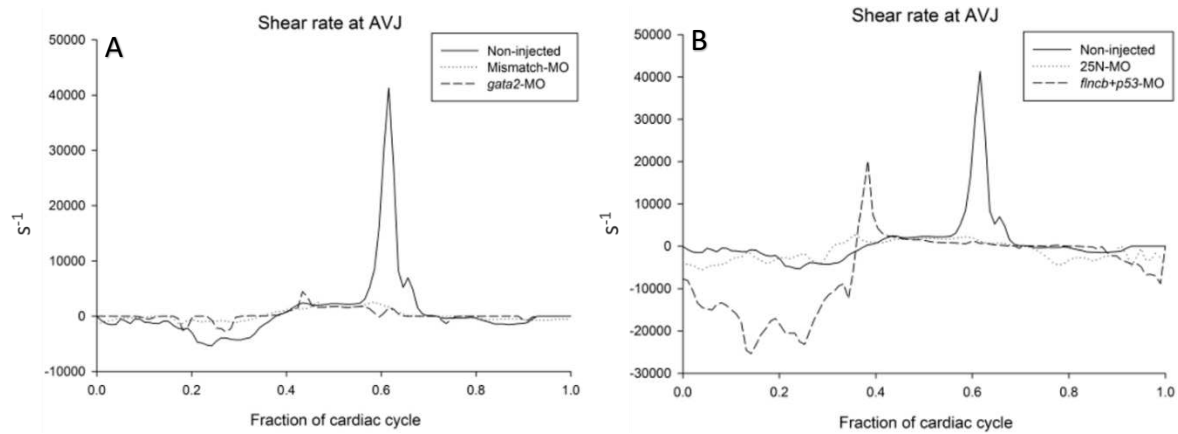 A
Shear rate at AVJ
Non-injected
Mismatch-MO
gata2-MO
50000
40000
30000
20000
10000
0
-10000
S-1
0.0 0.2 0.4 0.6 0.8 1.0
Fraction of cardiac cycle
B
Shear rate at AVJ
Non-injected
25N-MO
flncb+p53-MO
50000
40000
30000
20000
10000
0
-10000
-20000
-30000
S-1
0.0 0.2 0.4 0.6 0.8 1.0
Fraction of cardiac cycle